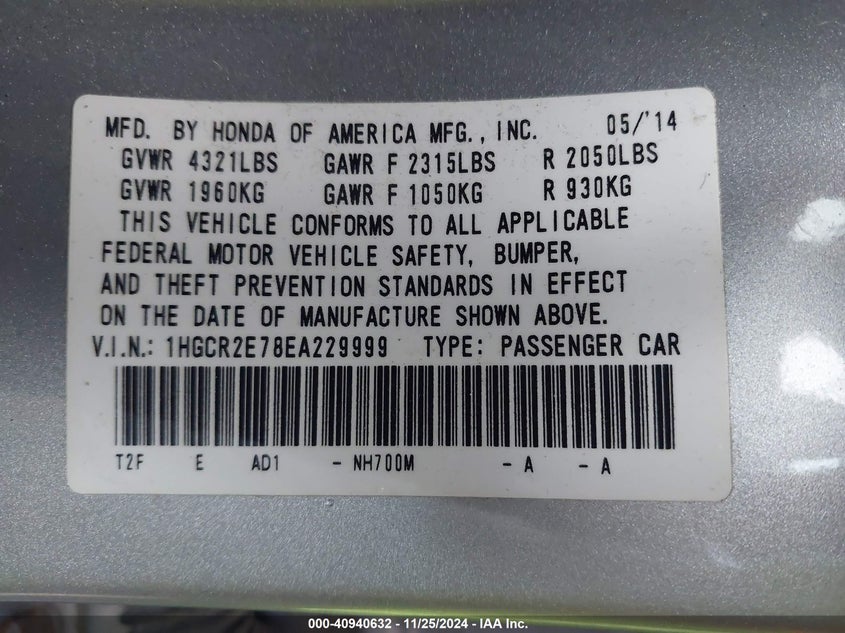 MFD. BY HONDA OF AMERICA MFG., INC. 05/'14
GVWR 4321LBS GAWR F 2315LBS R 2050LBS
GVWR 1960KG GAWR F 1050KG R 930KG
THIS VEHICLE CONFORMS TO ALL APPLICABLE
FEDERAL MOTOR VEHICLE SAFETY, BUMPER,
AND THEFT PREVENTION STANDARDS IN EFFECT
ON THE DATE OF MANUFACTURE SHOWN ABOVE.
V.I.N.: 1HGCR2E78EA229999 TYPE: PASSENGER CAR
T2F E AD1 - NH700M - A - A
000-40940632 - 11/25/2024 - IAA Inc.